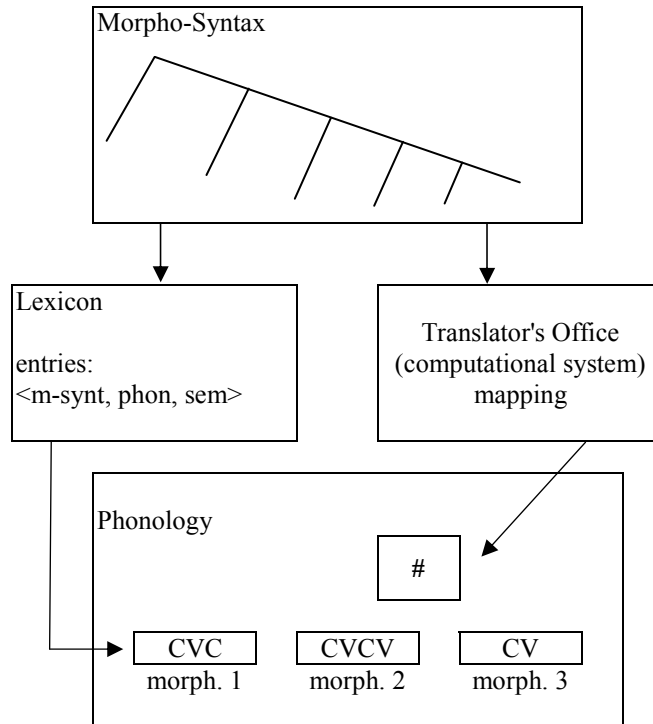 Morpho-Syntax
Lexicon
entries:
<m-synt, phon, sem>
Translator's Office
(computational system)
mapping
Phonology
#
CVC
CVCV
CV
morph. 1
morph. 2
morph. 3